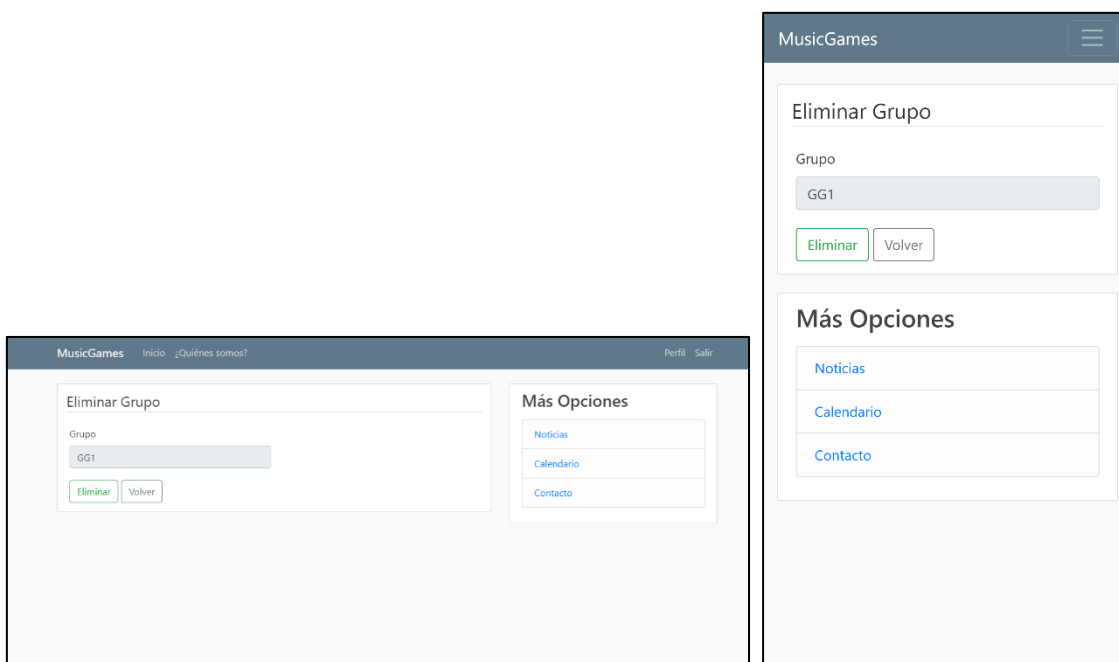 MusicGames Inicio ¿Quiénes somos? Perfil Salir
Eliminar Grupo
Grupo
GG1
Eliminar Volver
Más Opciones
Noticias
Calendario
Contacto
MusicGames
Eliminar Grupo
Grupo
GG1
Eliminar Volver
Más Opciones
Noticias
Calendario
Contacto